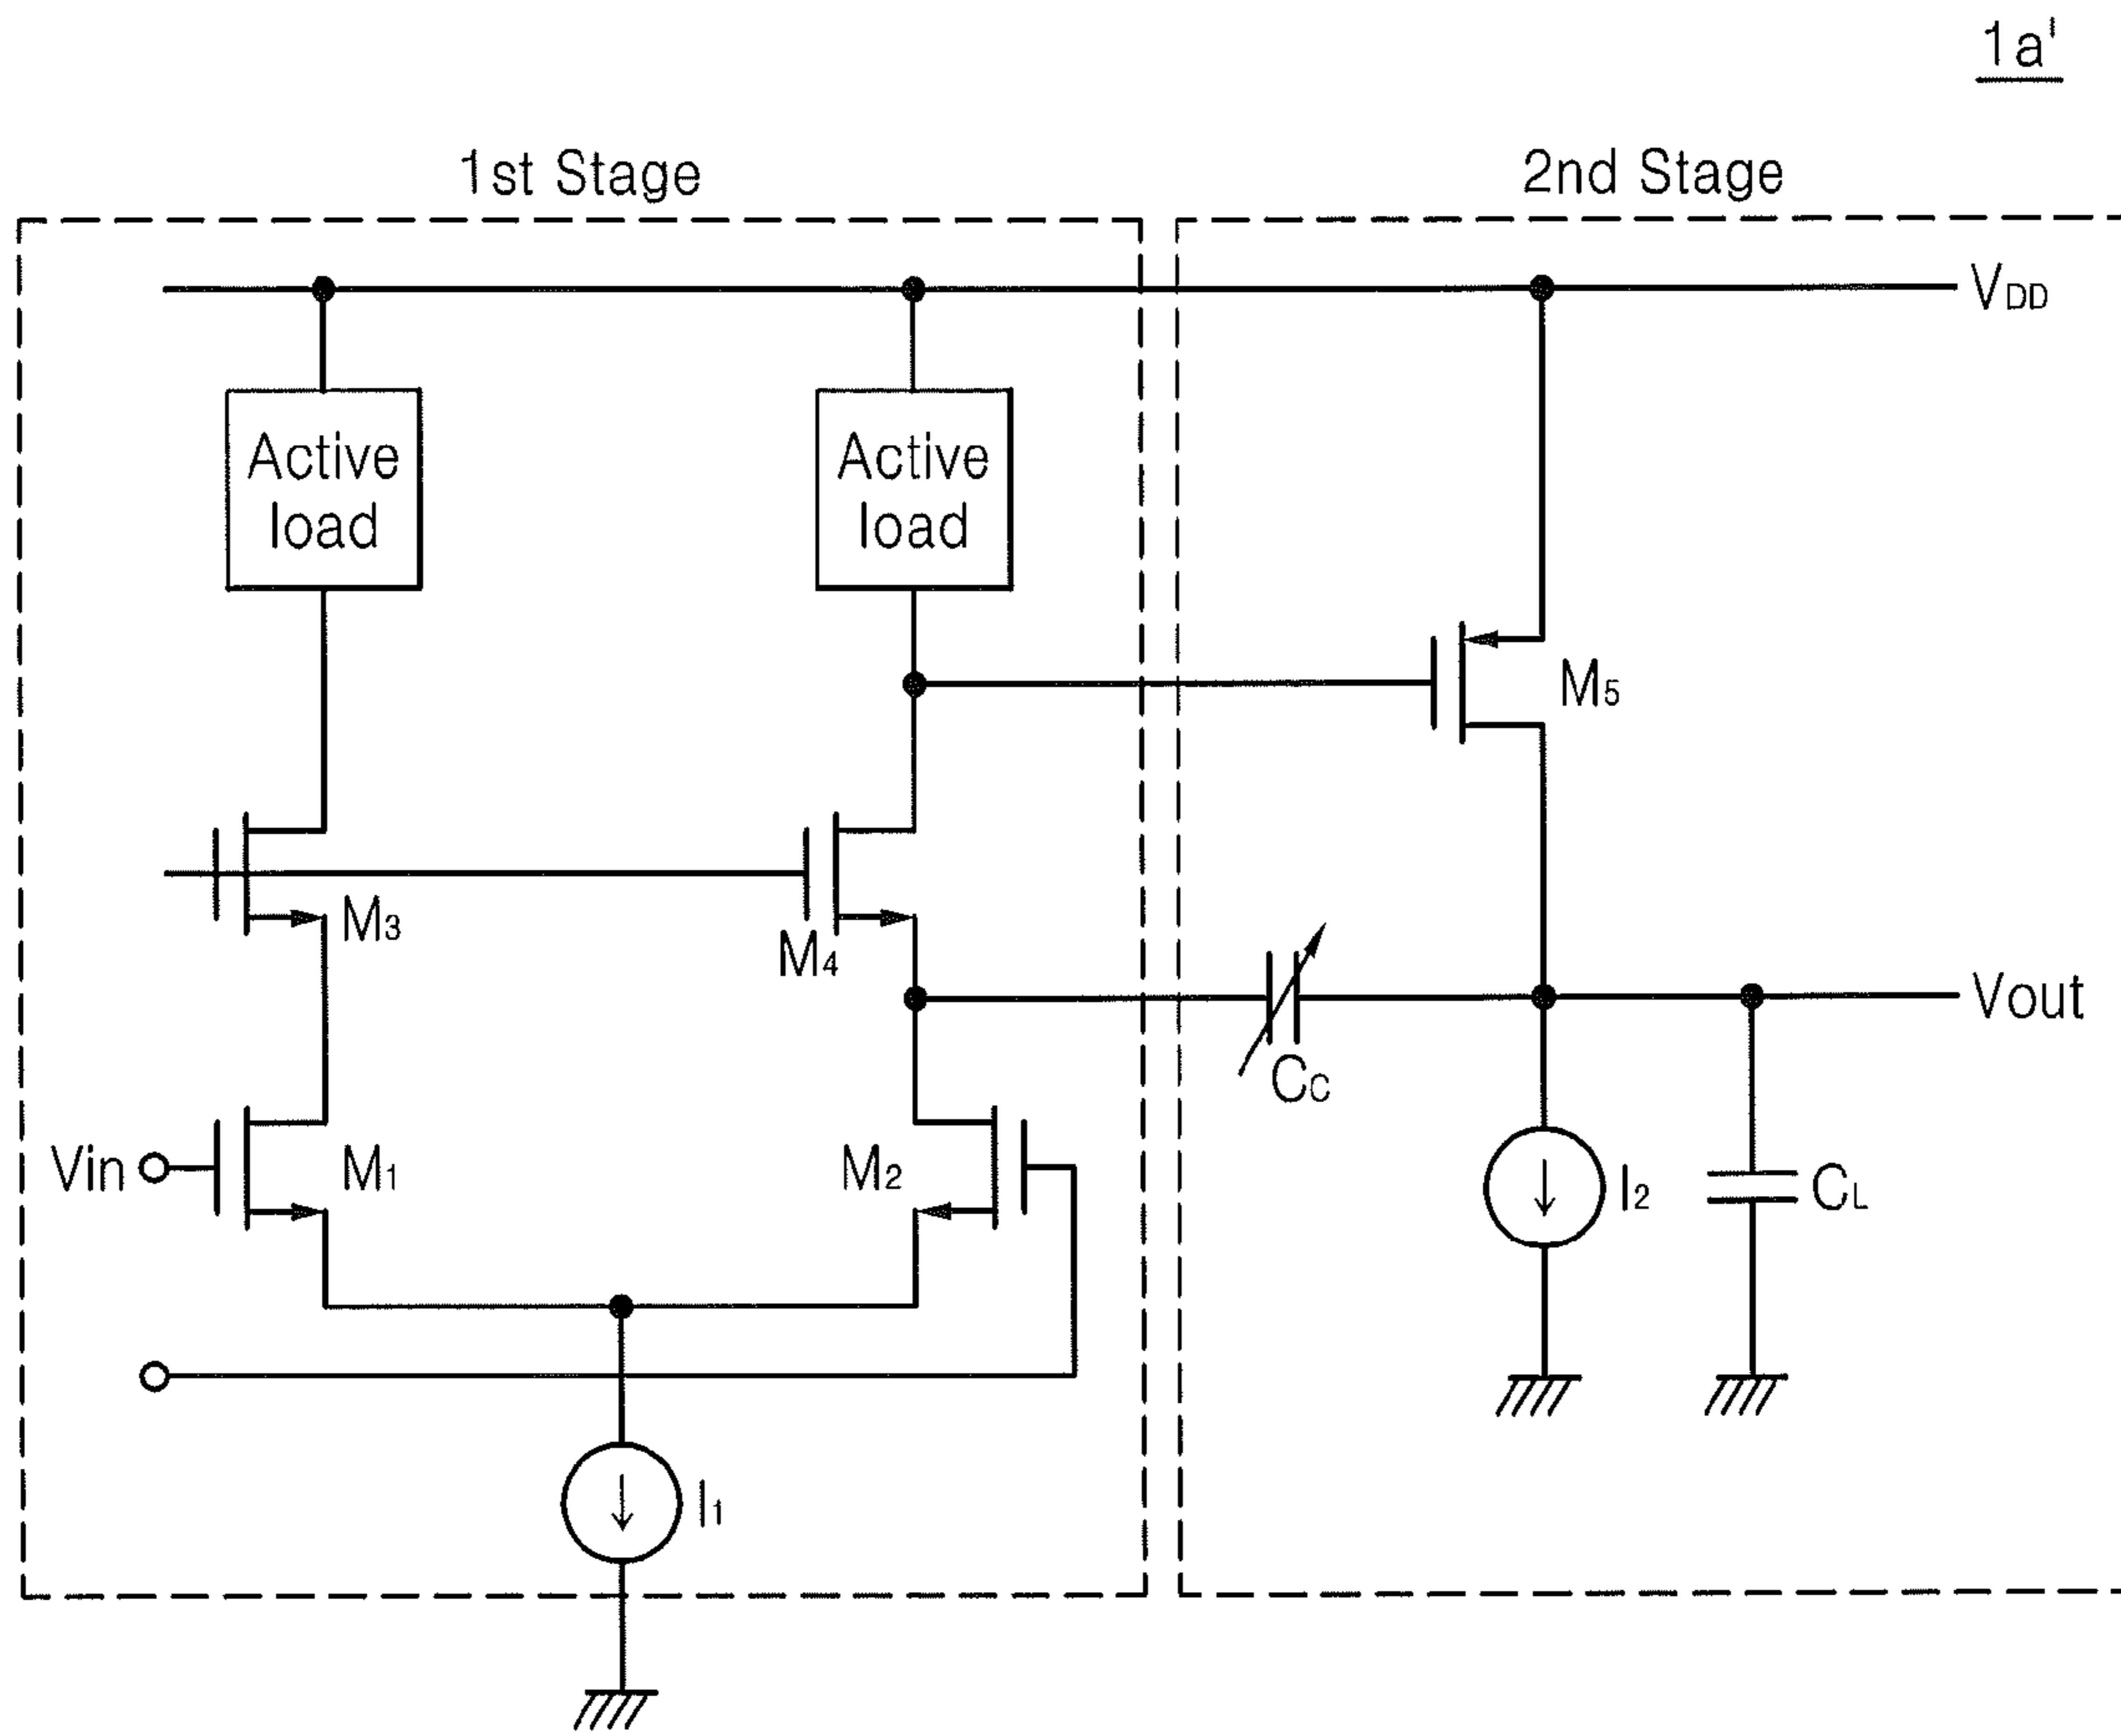 1a'
1st Stage
2nd Stage
VDD
Active
load
Active
load
M5
M3
M4
Vout
CC
Vin
M1
M2
I2
CL
I1